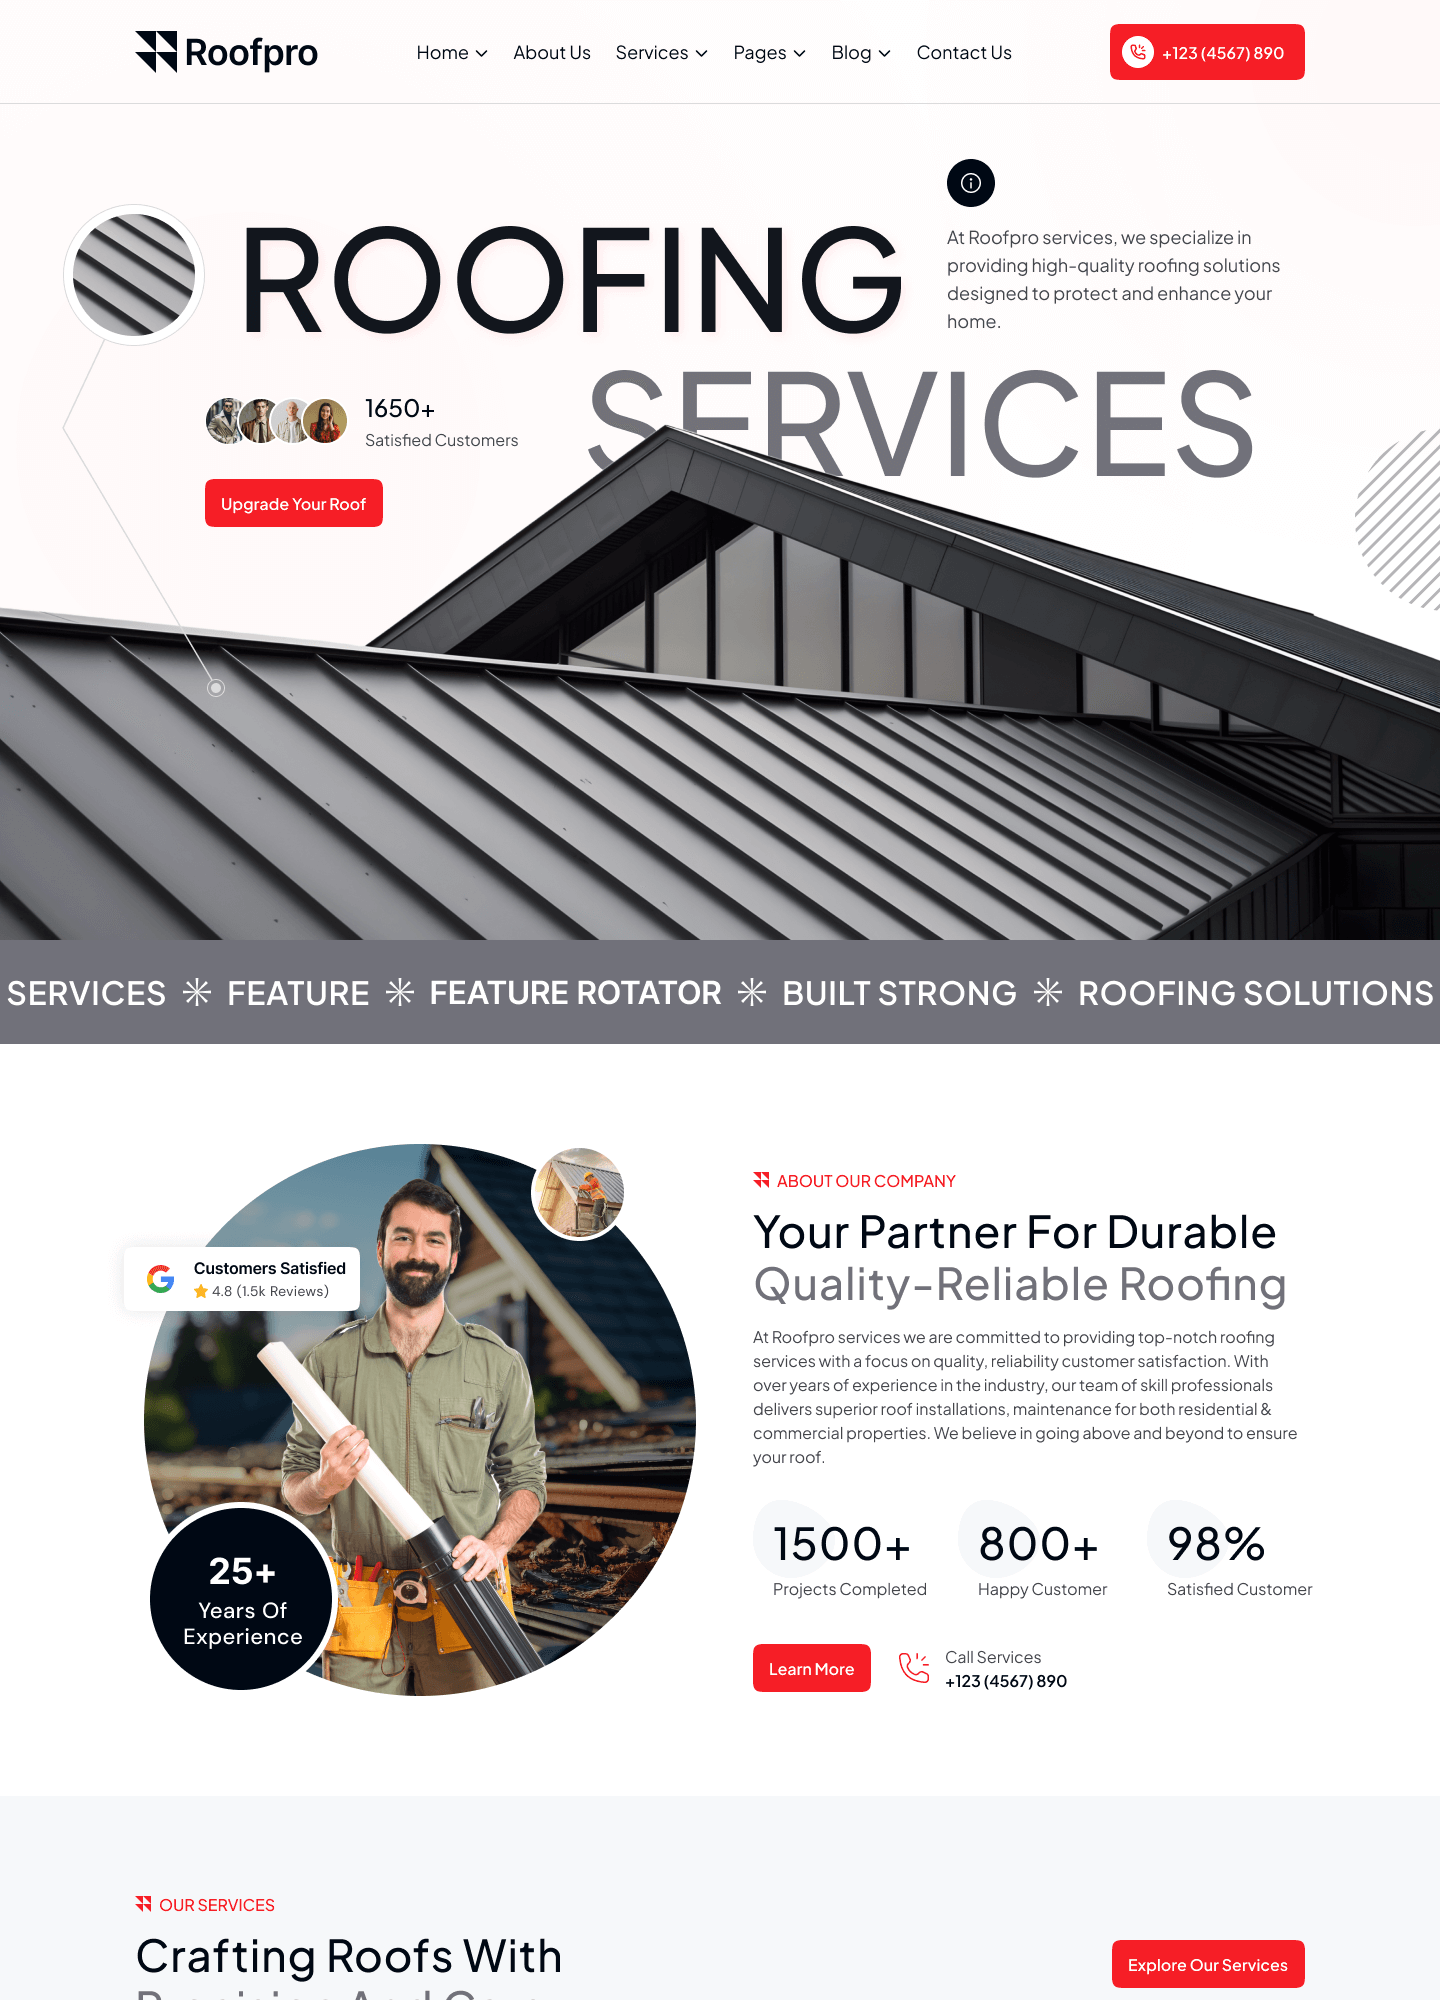 Roofpro
Home
About Us
Services
Pages
Blog
Contact Us
+123 (4567) 890
ROOFING
At Roofpro services, we specialize in
providing high-quality roofing solutions
designed to protect and enhance your
home.
SERVICES
1650+
Satisfied Customers
Upgrade Your Roof
SERVICES FEATURE FEATURE ROTATOR BUILT STRONG ROOFING SOLUTIONS
Customers Satisfied
4.8 (1.5k Reviews)
25+
Years Of
Experience
ABOUT OUR COMPANY
Your Partner For Durable
Quality-Reliable Roofing
At Roofpro services we are committed to providing top-notch roofing
services with a focus on quality, reliability customer satisfaction. With
over years of experience in the industry, our team of skill professionals
delivers superior roof installations, maintenance for both residential &
commercial properties. We believe in going above and beyond to ensure
your roof.
1500+
Projects Completed
800+
Happy Customer
98%
Satisfied Customer
Learn More
Call Services
+123 (4567) 890
OUR SERVICES
Crafting Roofs With
Precision And Care
Explore Our Services